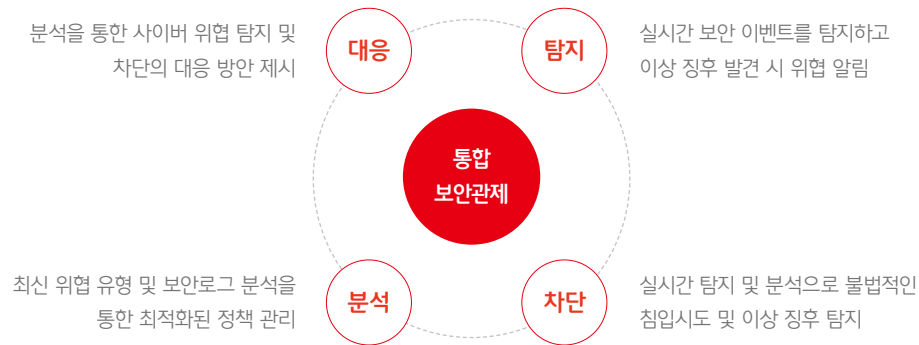 분석을 통한 사이버 위협 탐지 및
차단의 대응 방안 제시
대응
탐지
실시간 보안 이벤트를 탐지하고
이상 징후 발견 시 위협 알림
통합
보안관제
최신 위협 유형 및 보안로그 분석을
통한 최적화된 정책 관리
분석
차단
실시간 탐지 및 분석으로 불법적인
침입시도 및 이상 징후 탐지